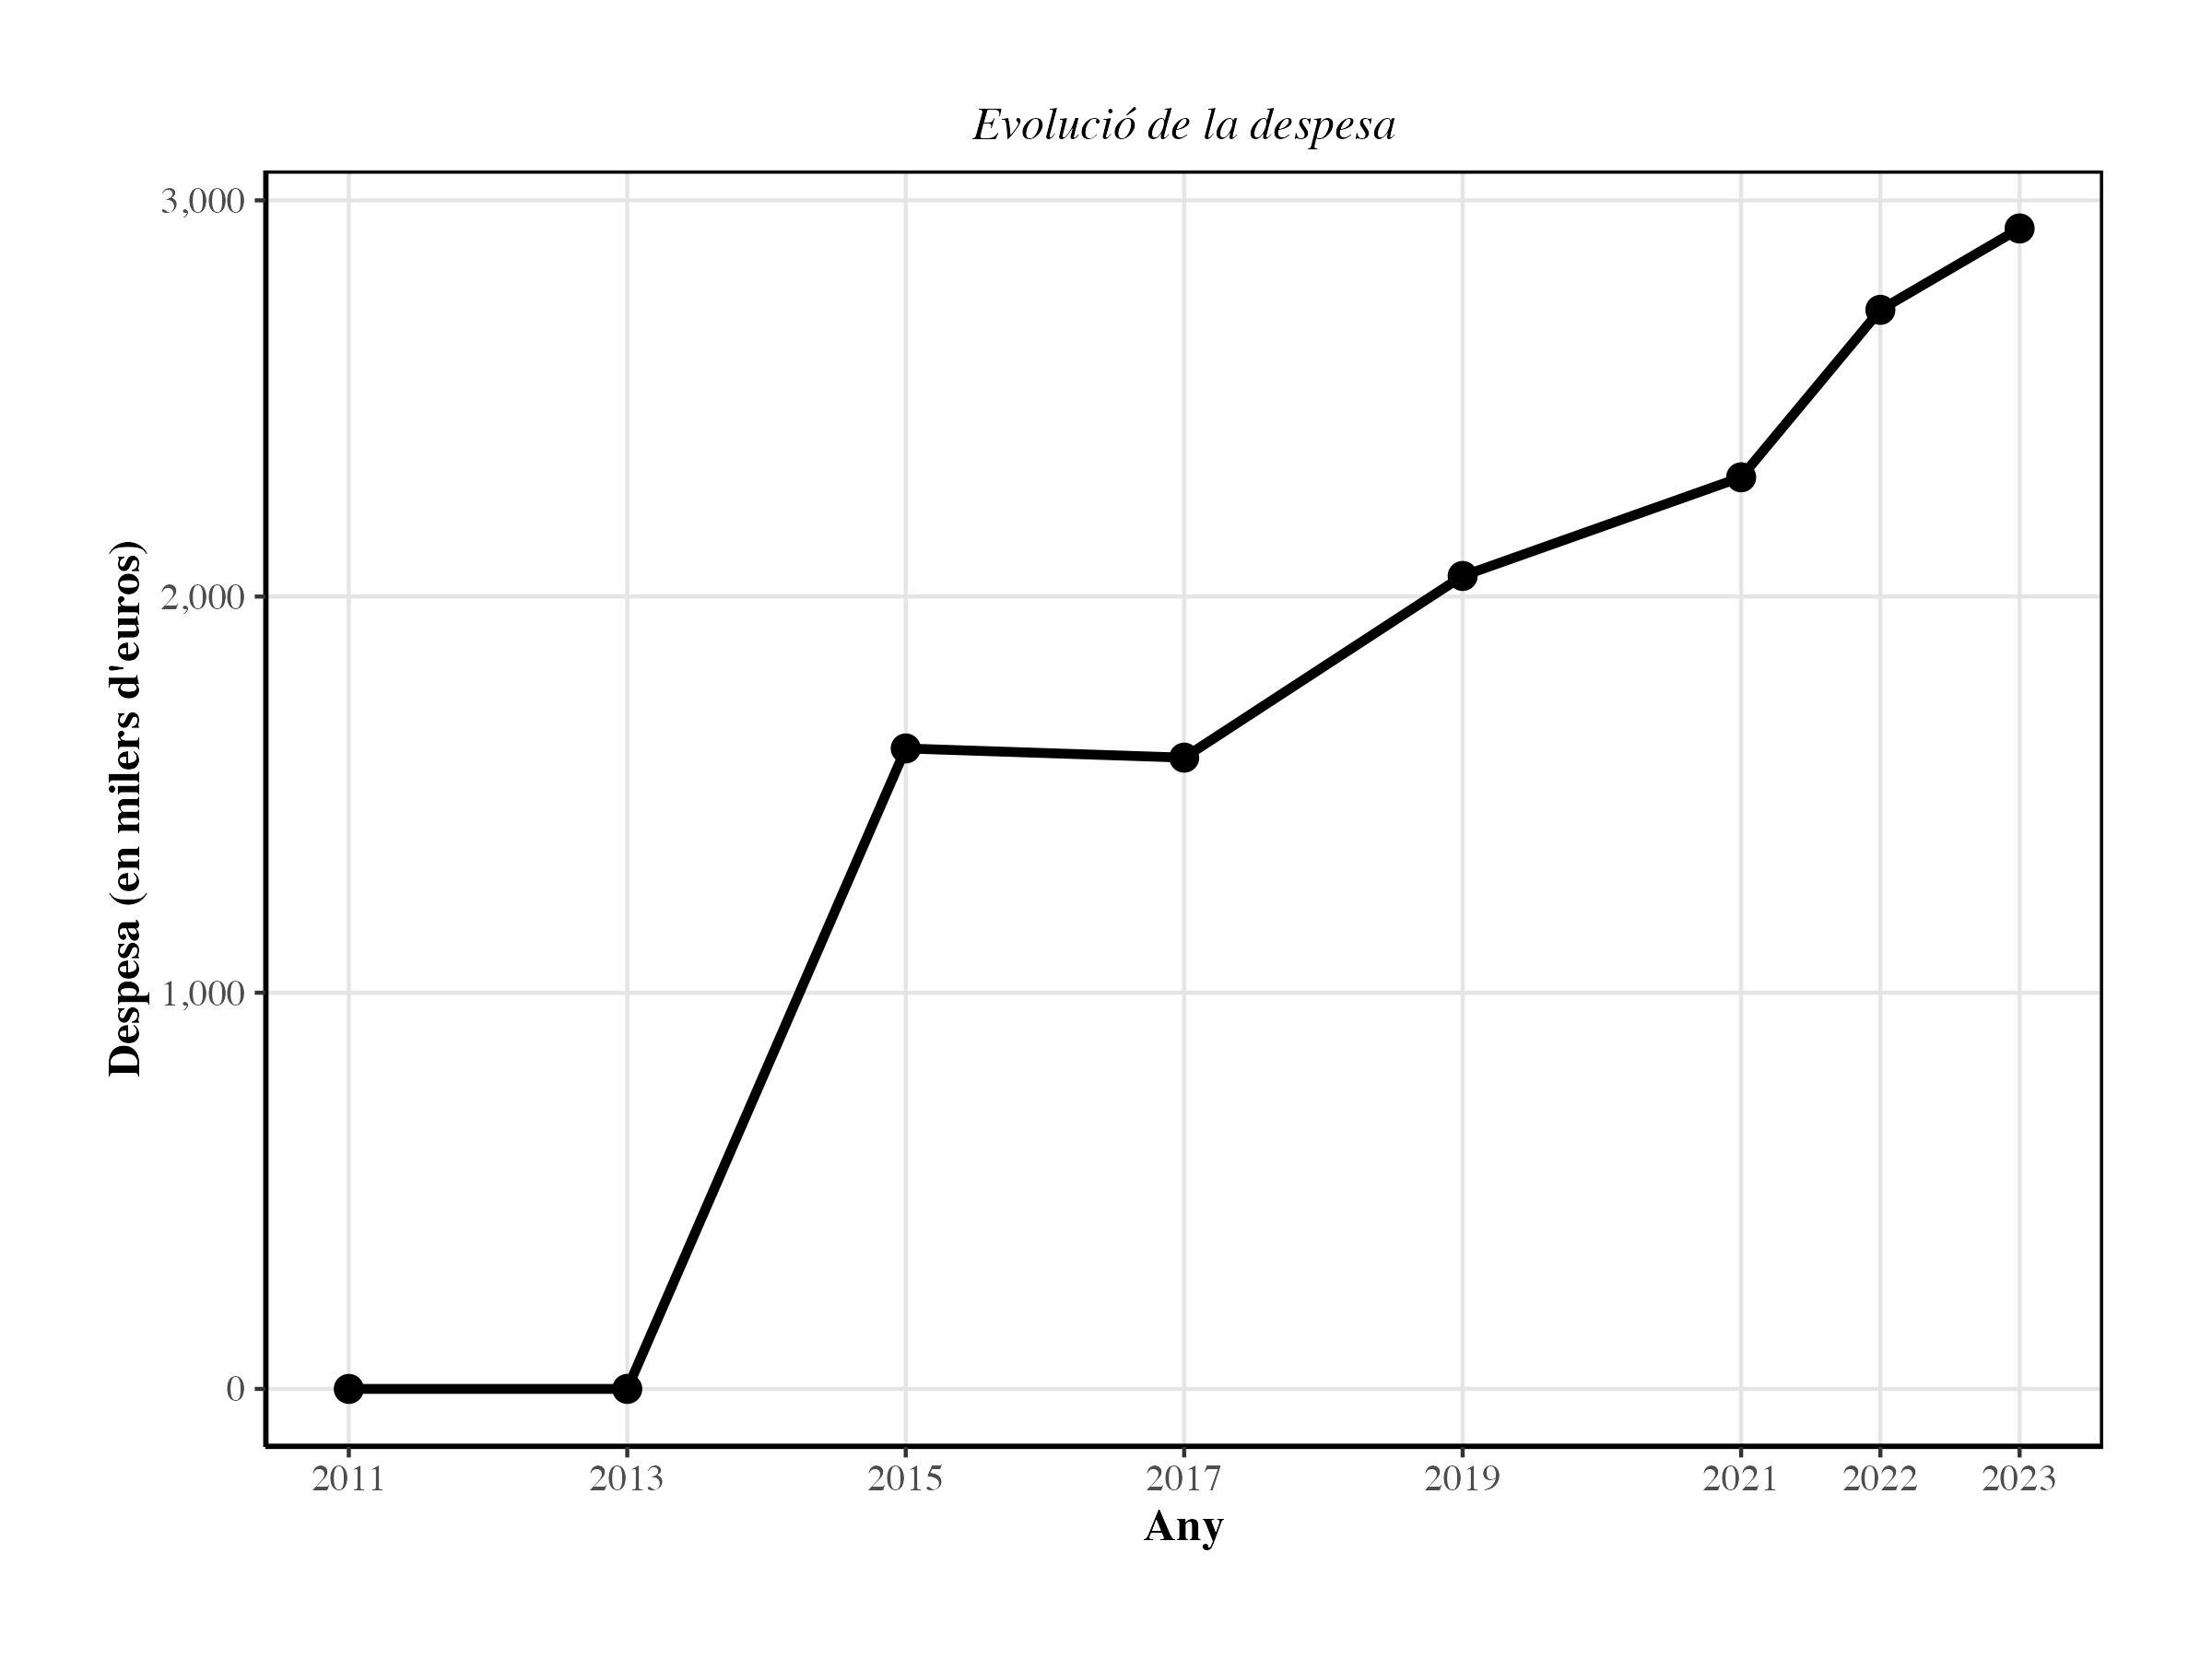 Evolució de la despesa
Despesa (en milers d'euros)
3,000
2,000
1,000
0
2011 2013 2015 2017 2019 2021 2022 2023
Any